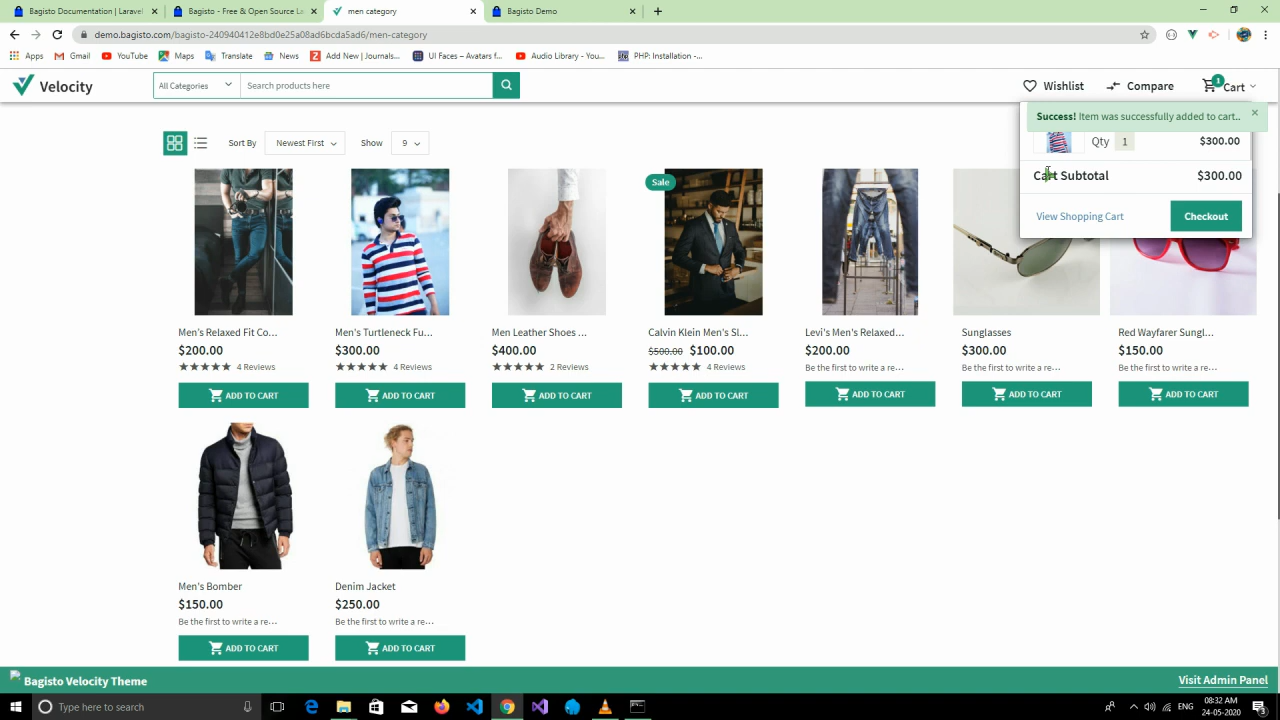 Bagisto Documentation | Laravel
Bagisto - Free & Open Source La
men category
Bagisto Demo
demo.bagisto.com/bagisto-240940412e8bd0e25a08ad6bcda5ad6/men-category
Apps
Gmail
YouTube
Maps
Translate
News
Add New | Journals...
UI Faces – Avatars f...
Audio Library - You...
PHP: Installation -...
Velocity
All Categories
Search products here
Wishlist
Compare
1
Cart
Success! Item was successfully added to cart..
Qty 1 $300.00
Cart Subtotal $300.00
View Shopping Cart
Checkout
Sort By
Newest First
Show
9
Sale
Men's Relaxed Fit Co...
Men's Turtleneck Fu...
Men Leather Shoes ...
Calvin Klein Men's Sl...
Levi's Men's Relaxed...
Sunglasses
Red Wayfarer Sungl...
$200.00
$300.00
$400.00
$500.00 $100.00
$200.00
$300.00
$150.00
4 Reviews
4 Reviews
2 Reviews
4 Reviews
Be the first to write a re...
Be the first to write a re...
Be the first to write a re...
ADD TO CART
ADD TO CART
ADD TO CART
ADD TO CART
ADD TO CART
ADD TO CART
ADD TO CART
Men's Bomber
Denim Jacket
$150.00
$250.00
Be the first to write a re...
Be the first to write a re...
ADD TO CART
ADD TO CART
Bagisto Velocity Theme
Visit Admin Panel
Type here to search
ENG
08:32 AM
24-05-2020